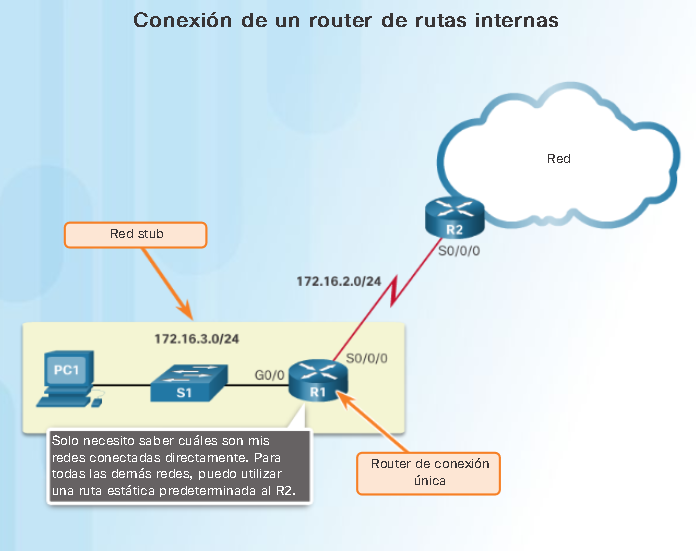 Conexión de un router de rutas internas
Red
R2
Red stub
S0/0/0
172.16.2.0/24
172.16.3.0/24
S0/0/0
PC1
G0/0
S1
R1
Solo necesito saber cuáles son mis
redes conectadas directamente. Para
todas las demás redes, puedo utilizar
una ruta estática predeterminada al R2.
Router de conexión
única